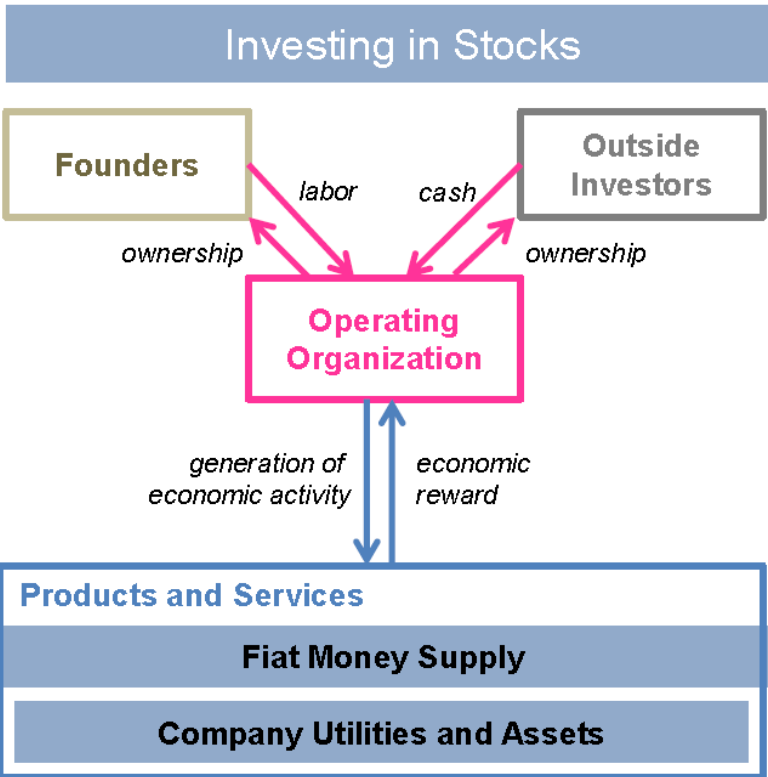 Investing in Stocks
Founders
Outside
Investors
labor
cash
ownership
ownership
Operating
Organization
generation of
economic activity
economic
reward
Products and Services
Fiat Money Supply
Company Utilities and Assets